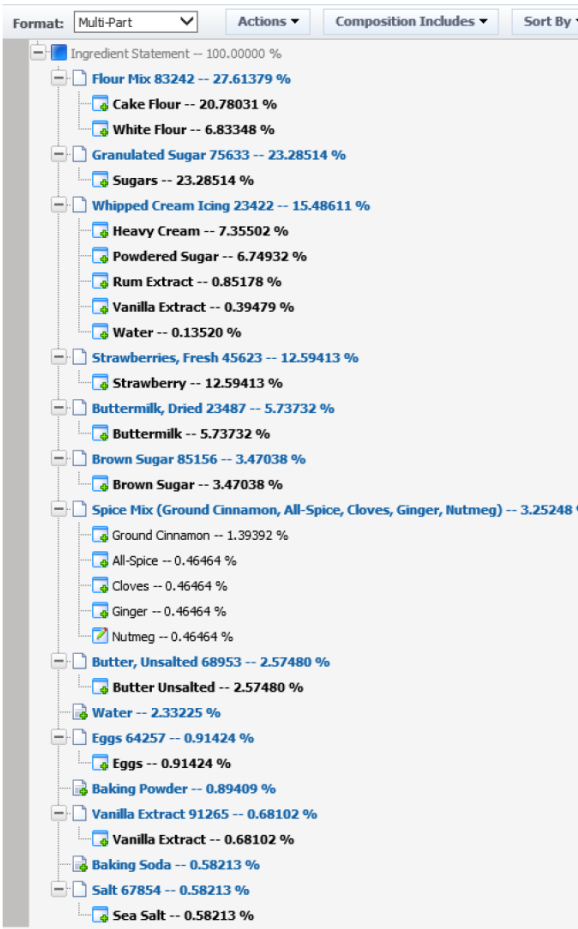 Format: Multi-Part Actions Composition Includes Sort By
Ingredient Statement -- 100.00000 %
Flour Mix 83242 -- 27.61379 %
Cake Flour -- 20.78031 %
White Flour -- 6.83348 %
Granulated Sugar 75633 -- 23.28514 %
Sugars -- 23.28514 %
Whipped Cream Icing 23422 -- 15.48611 %
Heavy Cream -- 7.35502 %
Powdered Sugar -- 6.74932 %
Rum Extract -- 0.85178 %
Vanilla Extract -- 0.39479 %
Water -- 0.13520 %
Strawberries, Fresh 45623 -- 12.59413 %
Strawberry -- 12.59413 %
Buttermilk, Dried 23487 -- 5.73732 %
Buttermilk -- 5.73732 %
Brown Sugar 85156 -- 3.47038 %
Brown Sugar -- 3.47038 %
Spice Mix (Ground Cinnamon, All-Spice, Cloves, Ginger, Nutmeg) -- 3.25248 %
Ground Cinnamon -- 1.39392 %
All-Spice -- 0.46464 %
Cloves -- 0.46464 %
Ginger -- 0.46464 %
Nutmeg -- 0.46464 %
Butter, Unsalted 68953 -- 2.57480 %
Butter Unsalted -- 2.57480 %
Water -- 2.33225 %
Eggs 64257 -- 0.91424 %
Eggs -- 0.91424 %
Baking Powder -- 0.89409 %
Vanilla Extract 91265 -- 0.68102 %
Vanilla Extract -- 0.68102 %
Baking Soda -- 0.58213 %
Salt 67854 -- 0.58213 %
Sea Salt -- 0.58213 %